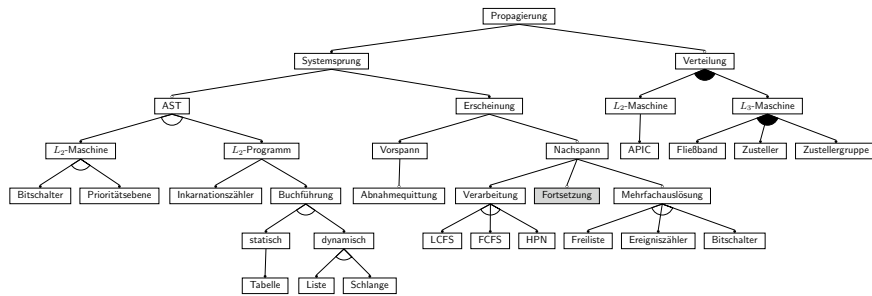 Propagierung
Systemsprung
Verteilung
AST
Erscheinung
L2-Maschine
L3-Maschine
L2-Maschine
L2-Programm
Vorspann
Nachspann
APIC
Fließband
Zusteller
Zustellergruppe
Bitschalter
Prioritätsebene
Inkarnationszähler
Buchführung
Abnahmequittung
Verarbeitung
Fortsetzung
Mehrfachauslösung
statisch
dynamisch
LCFS
FCFS
HPN
Freiliste
Ereigniszähler
Bitschalter
Tabelle
Liste
Schlange